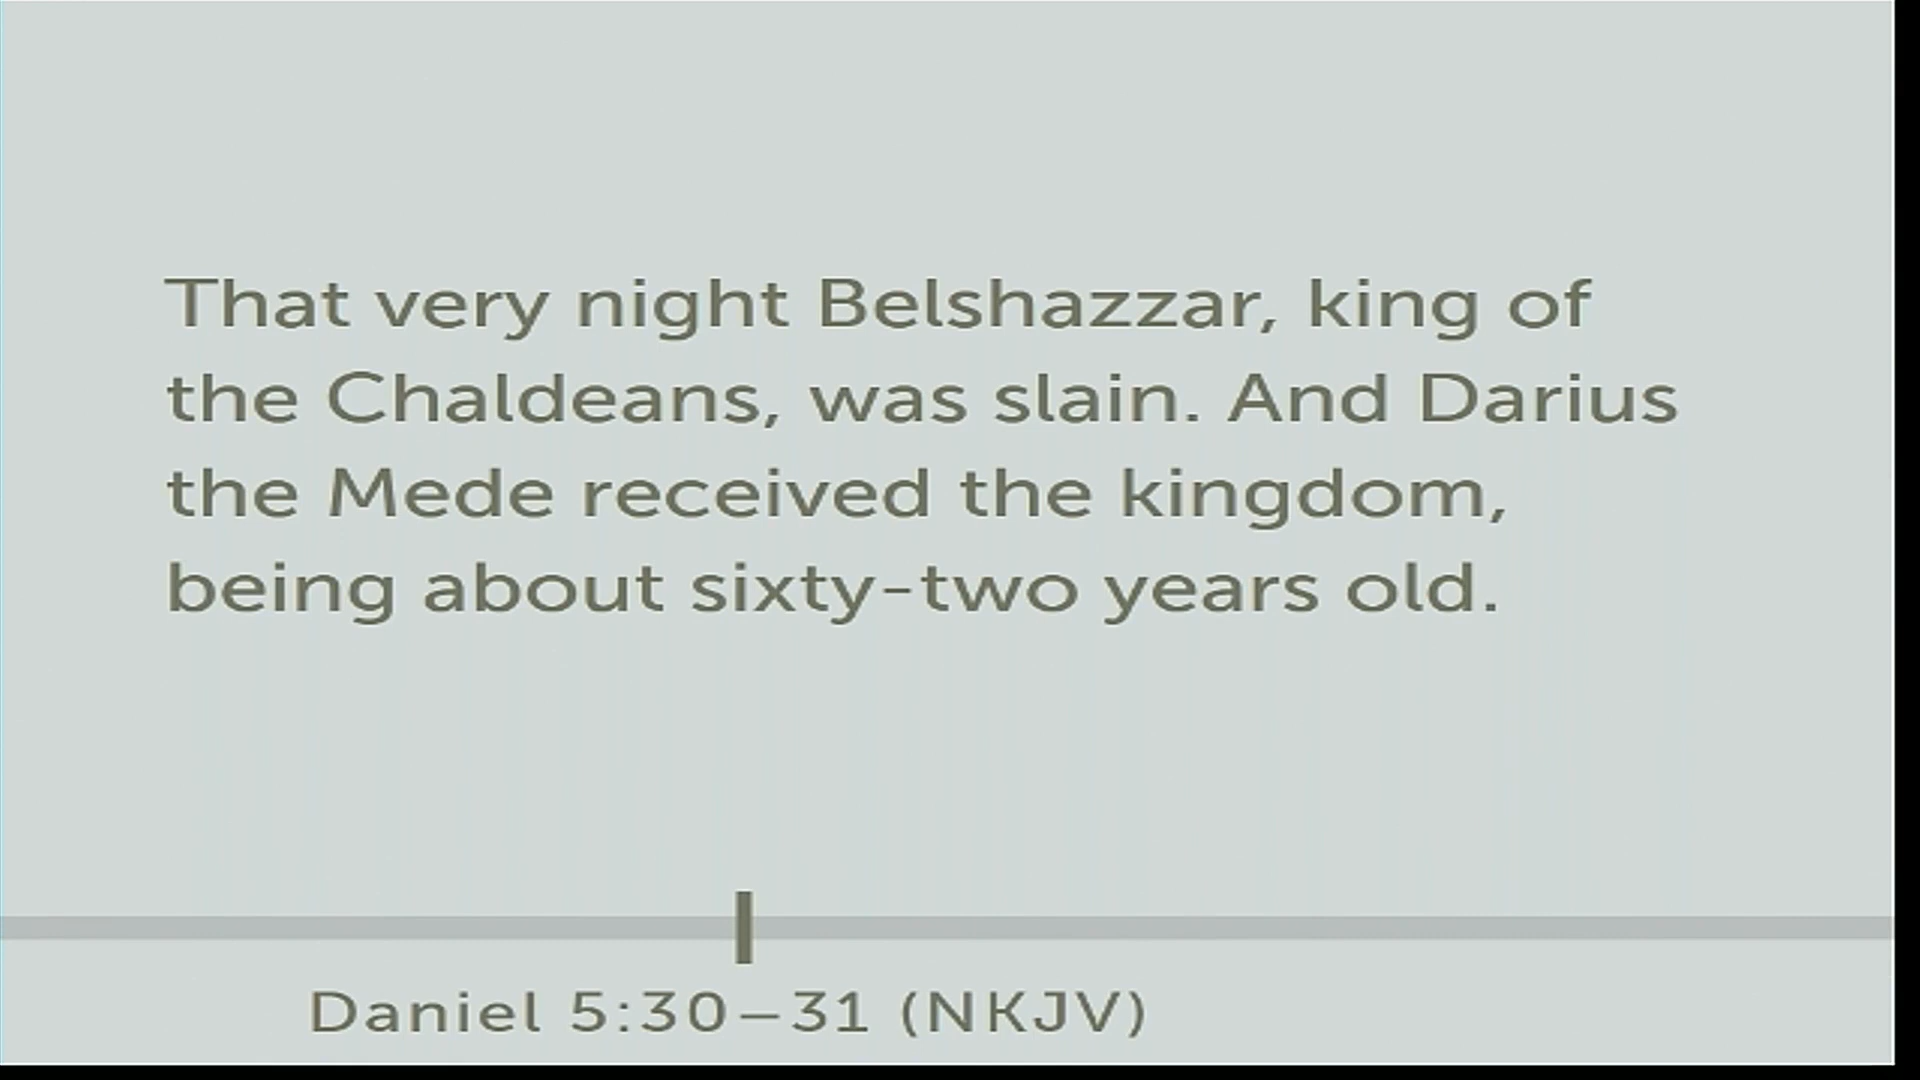 That very night Belshazzar, king of
the Chaldeans, was slain. And Darius
the Mede received the kingdom,
being about sixty-two years old.
Daniel 5:30–31 (NKJV)